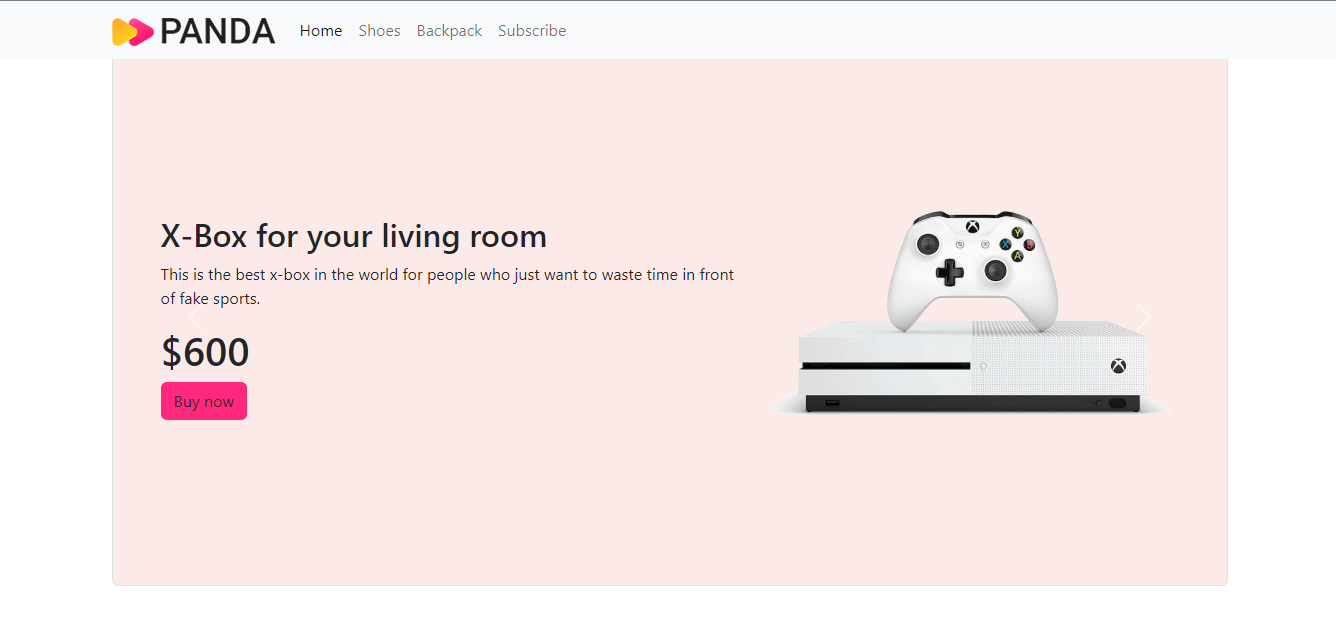 PANDA Home Shoes Backpack Subscribe
X-Box for your living room
This is the best x-box in the world for people who just want to waste time in front
of fake sports.
$600
Buy now
Y
X B
A